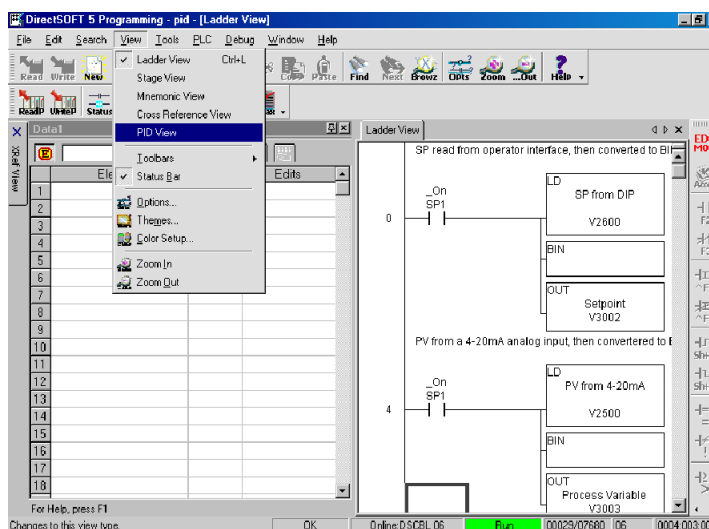 DirectSOFT 5 Programming - pid - [Ladder View]
File Edit Search View Tools PLC Debug Window Help
Read Write New Copy Paste Find Next Browz Opts Zoom ...Out Help
ReadP WriteP Status
Ladder View Ctrl+L
Stage View
Mnemonic View
Cross Reference View
PID View
Toolbars
Status Bar
Options...
Themes...
Color Setup...
Zoom In
Zoom Out
XRef View
Data1
Ele
Edits
1
2
3
4
5
6
7
8
9
10
11
12
13
14
15
16
17
18
Ladder View
SP read from operator interface, then converted to BI
_On
SP1
0
LD
SP from DIP
V2600
BIN
OUT
Setpoint
V3002
PV from a 4-20mA analog input, then convertered to
_On
SP1
4
LD
PV from 4-20mA
V2500
BIN
OUT
Process Variable
V3003
For Help, press F1
Changes to this view type.
OK
Online:DSCBL 06
Run
00029/07680
06
0004:003:00